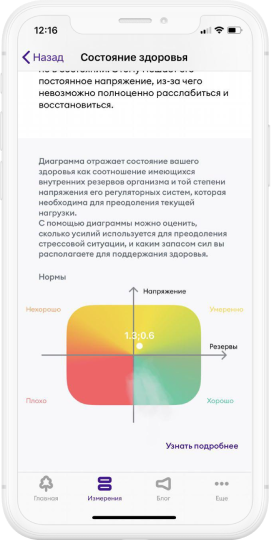 12:16
Назад
Состояние здоровья
постоянное напряжение, из-за чего
невозможно полноценно расслабиться и
восстановиться.
Диаграмма отражает состояние вашего
здоровья как соотношение имеющихся
внутренних резервов организма и той степени
напряжения его регуляторных систем, которая
необходима для преодоления текущей
нагрузки.
С помощью диаграммы можно оценить,
сколько усилий используется для преодоления
стрессовой ситуации, и каким запасом сил вы
располагаете для поддержания здоровья.
Нормы
Напряжение
Нехорошо
Умеренно
1.3;0.6
Резервы
Плохо
Хорошо
Узнать подробнее
Главная
Измерения
Блог
Еще